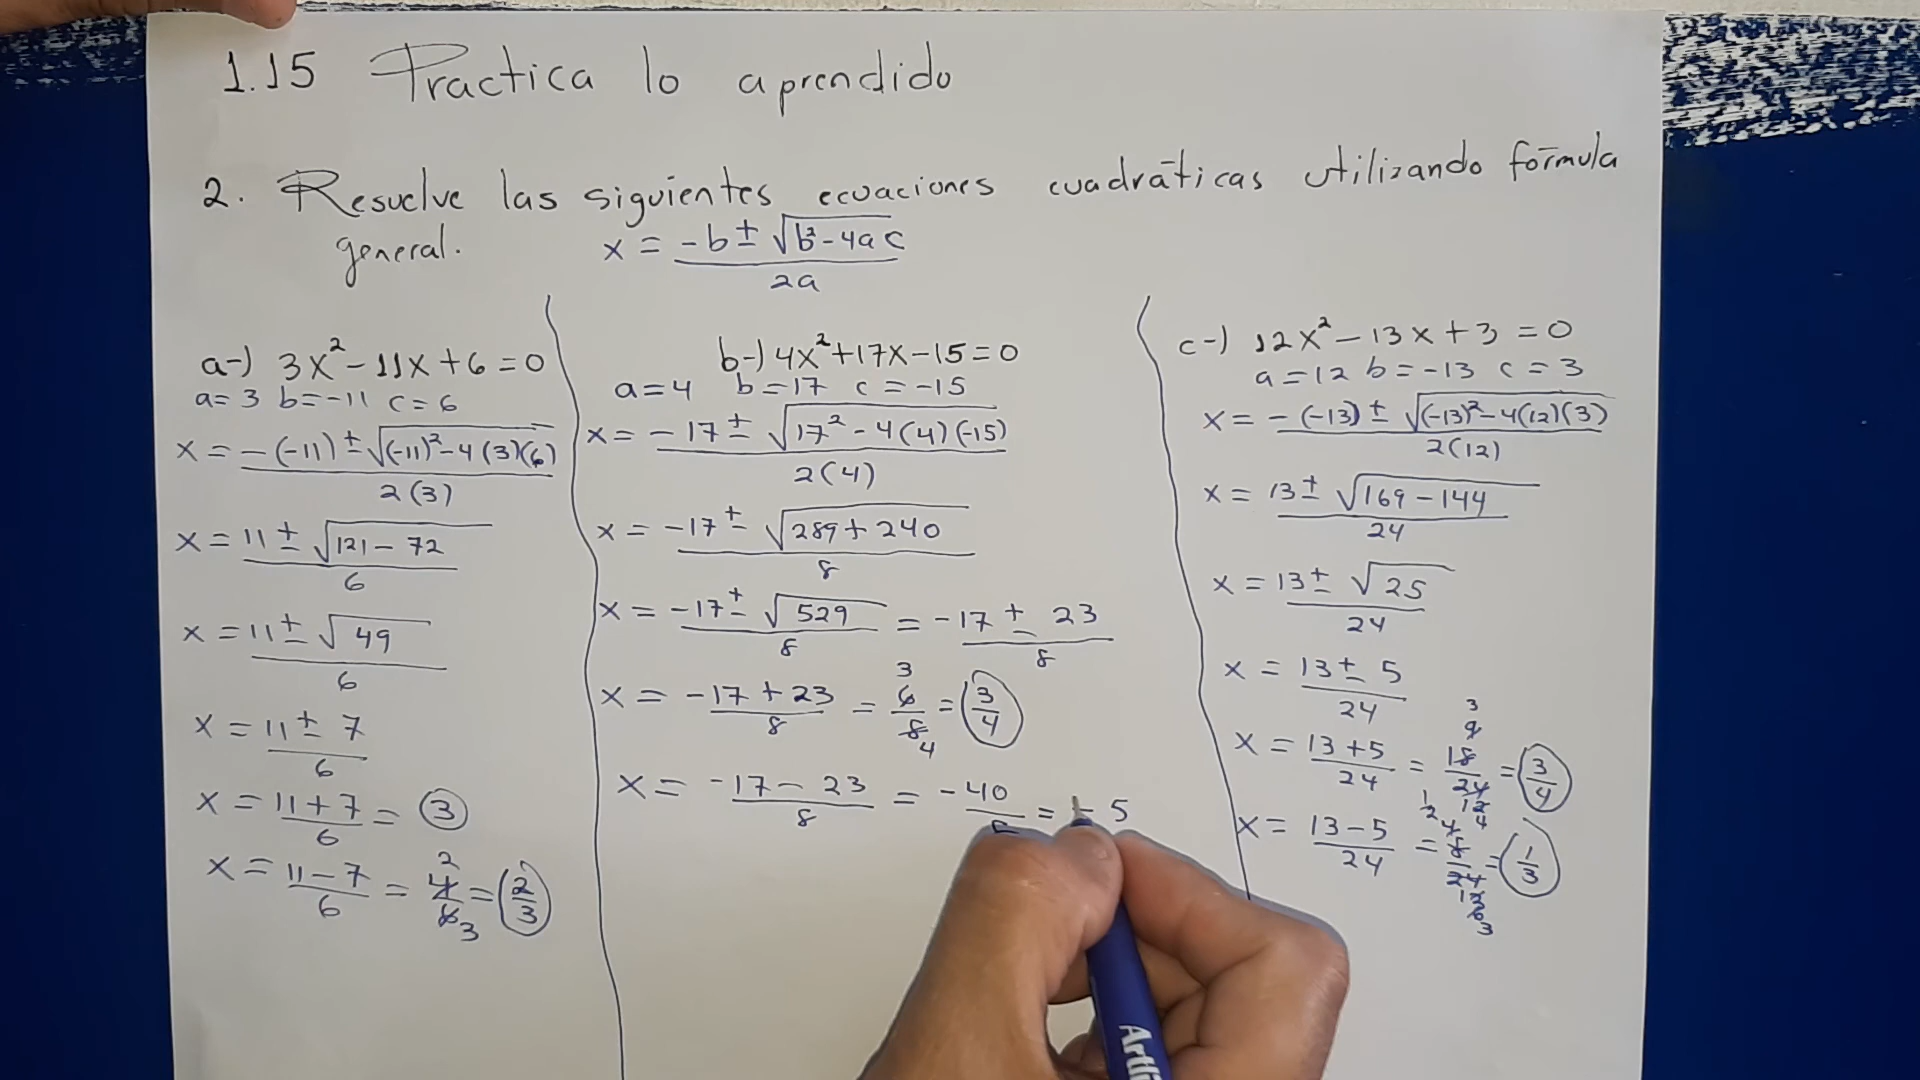 1.15 Practica lo aprendido
2. Resuelve las siguientes ecuaciones cuadráticas utilizando fórmula
general. x = -b ± √b²-4ac / 2a
a-) 3x² - 11x + 6 = 0
a = 3 b = -11 c = 6
x = -(-11) ± √(-11)² - 4(3)(6) / 2(3)
x = 11 ± √121 - 72 / 6
x = 11 ± √49 / 6
x = 11 ± 7 / 6
x = 11 + 7 / 6 = 3
x = 11 - 7 / 6 = 4/6 = 2/3
b-) 4x² + 17x - 15 = 0
a = 4 b = 17 c = -15
x = -17 ± √17² - 4(4)(-15) / 2(4)
x = -17 ± √289 + 240 / 8
x = -17 ± √529 / 8 = -17 ± 23 / 8
x = -17 + 23 / 8 = 6/8 = 3/4
x = -17 - 23 / 8 = -40/8 = -5
c-) 12x² - 13x + 3 = 0
a = 12 b = -13 c = 3
x = -(-13) ± √(-13)² - 4(12)(3) / 2(12)
x = 13 ± √169 - 144 / 24
x = 13 ± √25 / 24
x = 13 ± 5 / 24
x = 13 + 5 / 24 = 18/24 = 3/4
x = 13 - 5 / 24 = 8/24 = 1/3